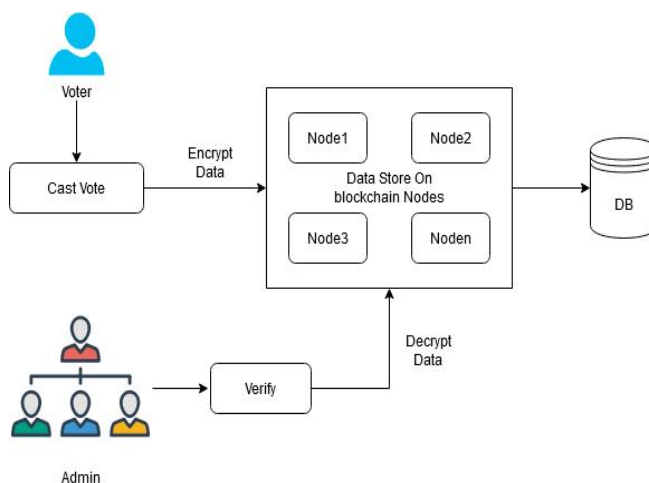 Voter
Cast Vote
Encrypt
Data
Node1
Node2
Data Store On
blockchain Nodes
Node3
Noden
DB
Decrypt
Data
Verify
Admin